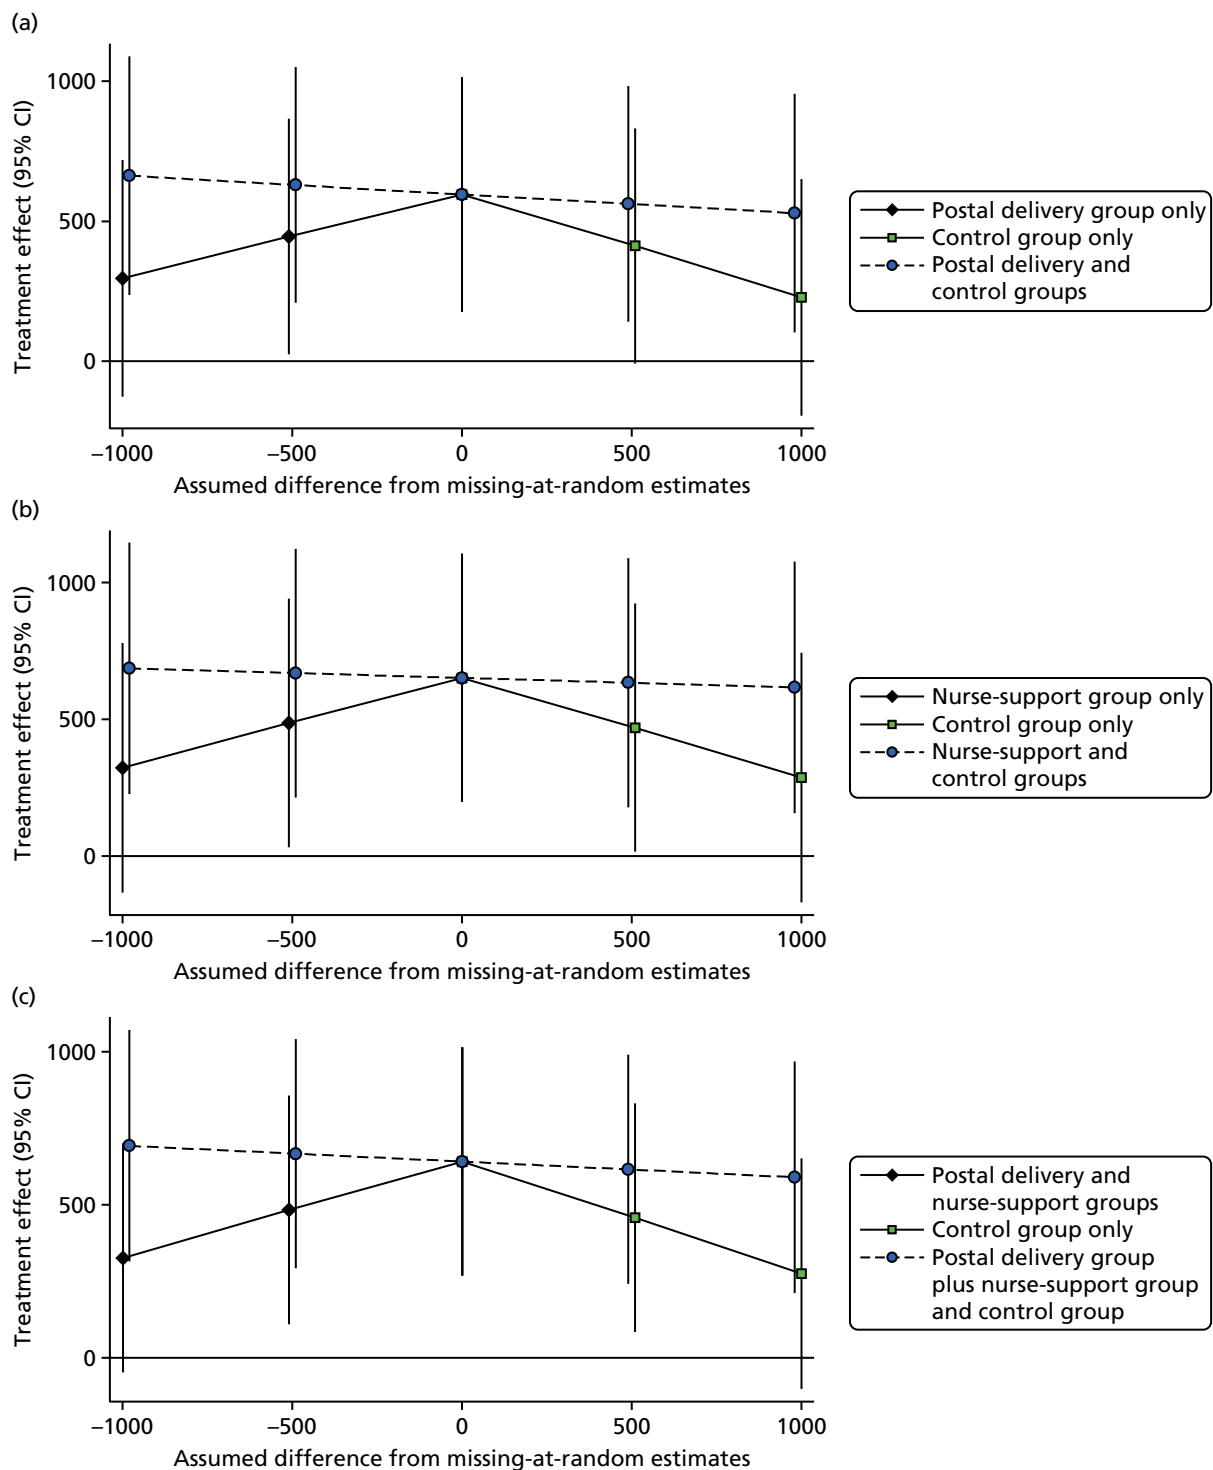 (a)
Treatment effect (95% CI)
1000
500
0
−1000
−500
0
500
1000
Assumed difference from missing-at-random estimates
Postal delivery group only
Control group only
Postal delivery and
control groups
(b)
Treatment effect (95% CI)
1000
500
0
−1000
−500
0
500
1000
Assumed difference from missing-at-random estimates
Nurse-support group only
Control group only
Nurse-support and
control groups
(c)
Treatment effect (95% CI)
1000
500
0
−1000
−500
0
500
1000
Assumed difference from missing-at-random estimates
Postal delivery and
nurse-support groups
Control group only
Postal delivery group
plus nurse-support group
and control group